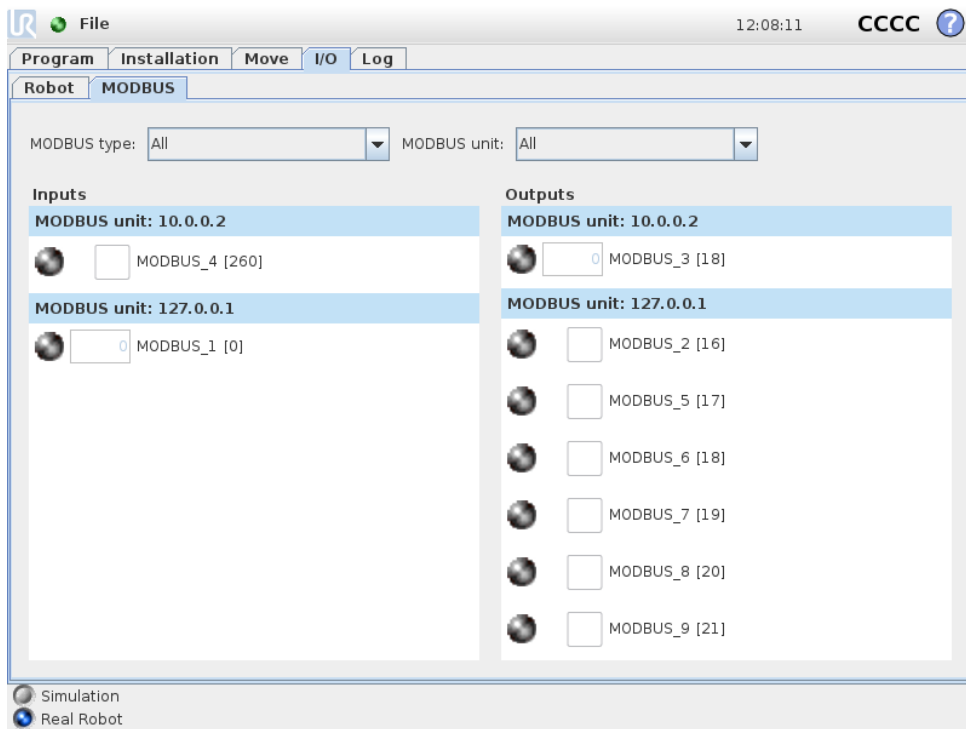 UR File 12:08:11 CCCC ?
Program Installation Move I/O Log
Robot MODBUS
MODBUS type: All MODBUS unit: All
Inputs
MODBUS unit: 10.0.0.2
MODBUS_4 [260]
MODBUS unit: 127.0.0.1
0 MODBUS_1 [0]
Outputs
MODBUS unit: 10.0.0.2
0 MODBUS_3 [18]
MODBUS unit: 127.0.0.1
MODBUS_2 [16]
MODBUS_5 [17]
MODBUS_6 [18]
MODBUS_7 [19]
MODBUS_8 [20]
MODBUS_9 [21]
Simulation
Real Robot